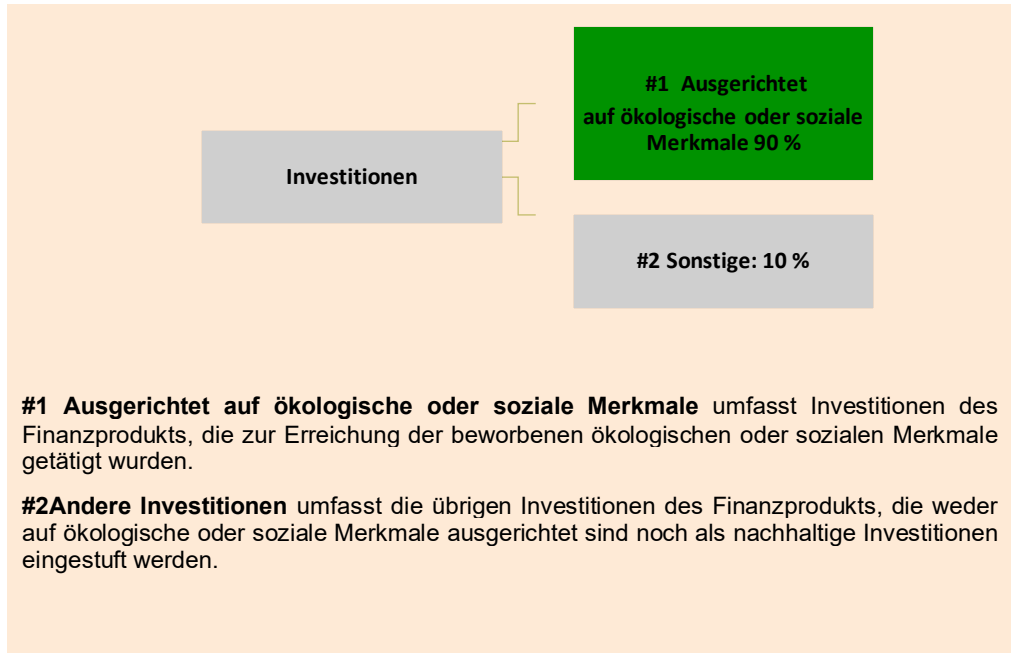 #1 Ausgerichtet
auf ökologische oder soziale
Merkmale 90 %
Investitionen
#2 Sonstige: 10 %
#1 Ausgerichtet auf ökologische oder soziale Merkmale umfasst Investitionen des
Finanzprodukts, die zur Erreichung der beworbenen ökologischen oder sozialen Merkmale
getätigt wurden.
#2Andere Investitionen umfasst die übrigen Investitionen des Finanzprodukts, die weder
auf ökologische oder soziale Merkmale ausgerichtet sind noch als nachhaltige Investitionen
eingestuft werden.